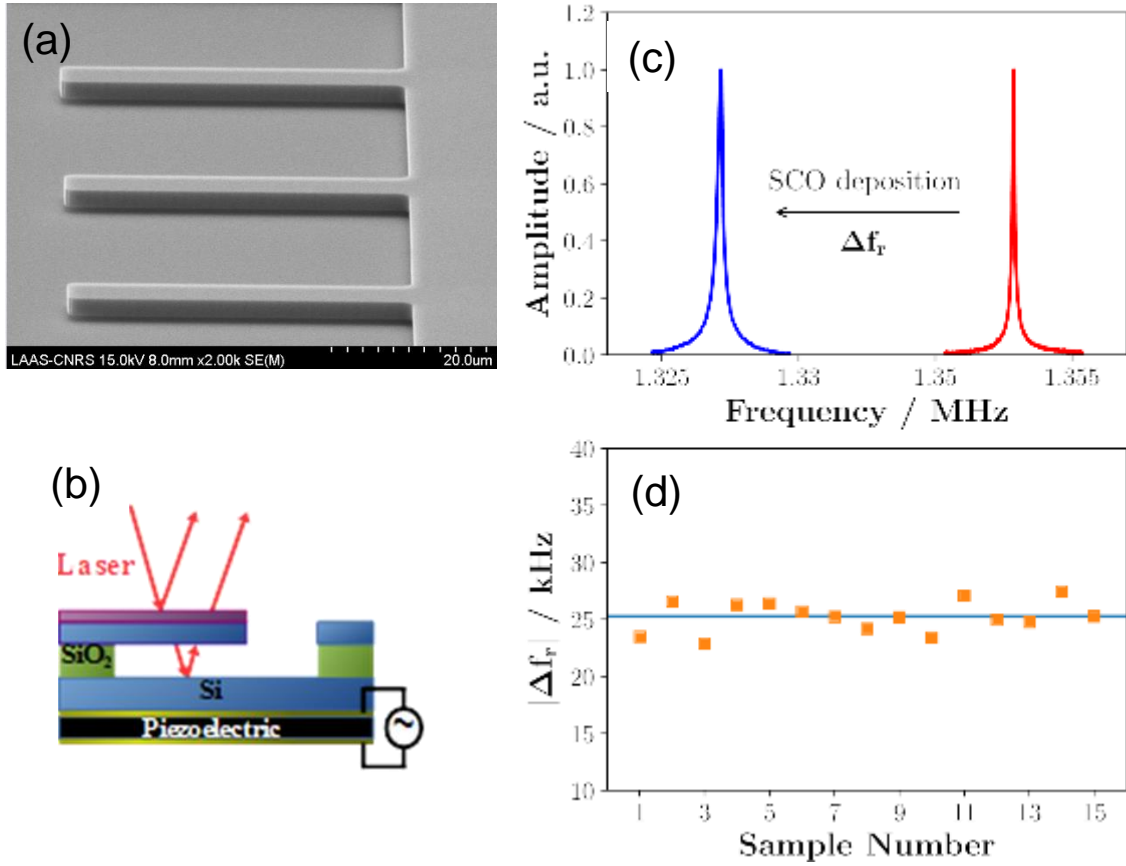 (a)
LAAS-CNRS 15.0kV 8.0mm x2.00k SE(M)
20.0um
(b)
Laser
SiO2
Si
Piezoelectric
~
(c)
Amplitude / a.u.
1.2
1.0
0.8
0.6
0.4
0.2
0.0
SCO deposition
Δfr
1.325
1.33
1.35
1.355
Frequency / MHz
(d)
|Δfr| / kHz
40
35
30
25
20
15
10
1
3
5
7
9
11
13
15
Sample Number